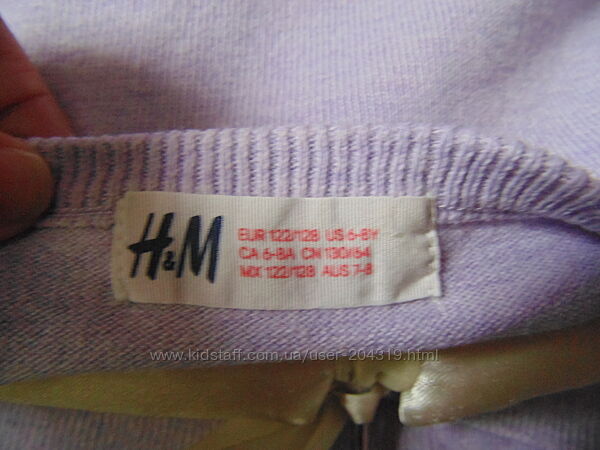 H&M
EUR 122/128 US 6-8Y
CA 6-8A CN 130/64
MX 122/128 AUS 7-8
www.kidstaff.com.ua/user-204319.html